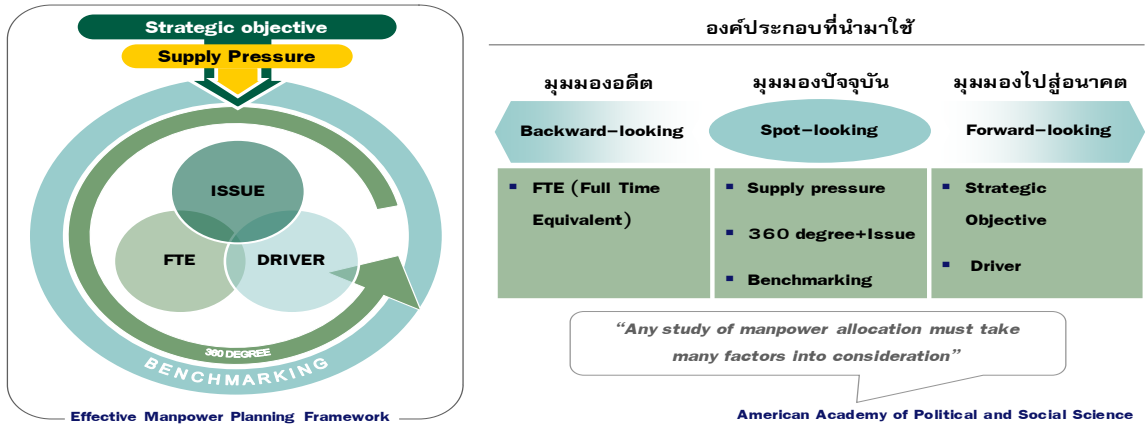 Strategic objective
Supply Pressure
ISSUE
FTE
DRIVER
360 DEGREE
BENCHMARKING
Effective Manpower Planning Framework
องค์ประกอบที่นำมาใช้
มุมมองอดีต
มุมมองปัจจุบัน
มุมมองไปสู่อนาคต
Backward-looking
Spot-looking
Forward-looking
▪ FTE (Full Time
Equivalent)
▪ Supply pressure
▪ 360 degree+Issue
▪ Benchmarking
▪ Strategic
Objective
▪ Driver
“Any study of manpower allocation must take
many factors into consideration”
American Academy of Political and Social Science